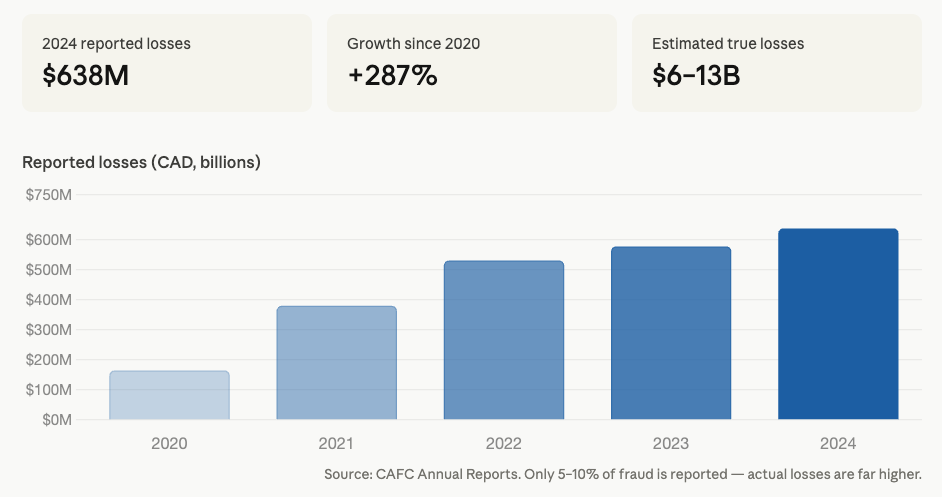 2024 reported losses
$638M
Growth since 2020
+287%
Estimated true losses
$6–13B
Reported losses (CAD, billions)
$750M
$600M
$500M
$400M
$300M
$200M
$100M
$0M
2020 2021 2022 2023 2024
Source: CAFC Annual Reports. Only 5–10% of fraud is reported — actual losses are far higher.